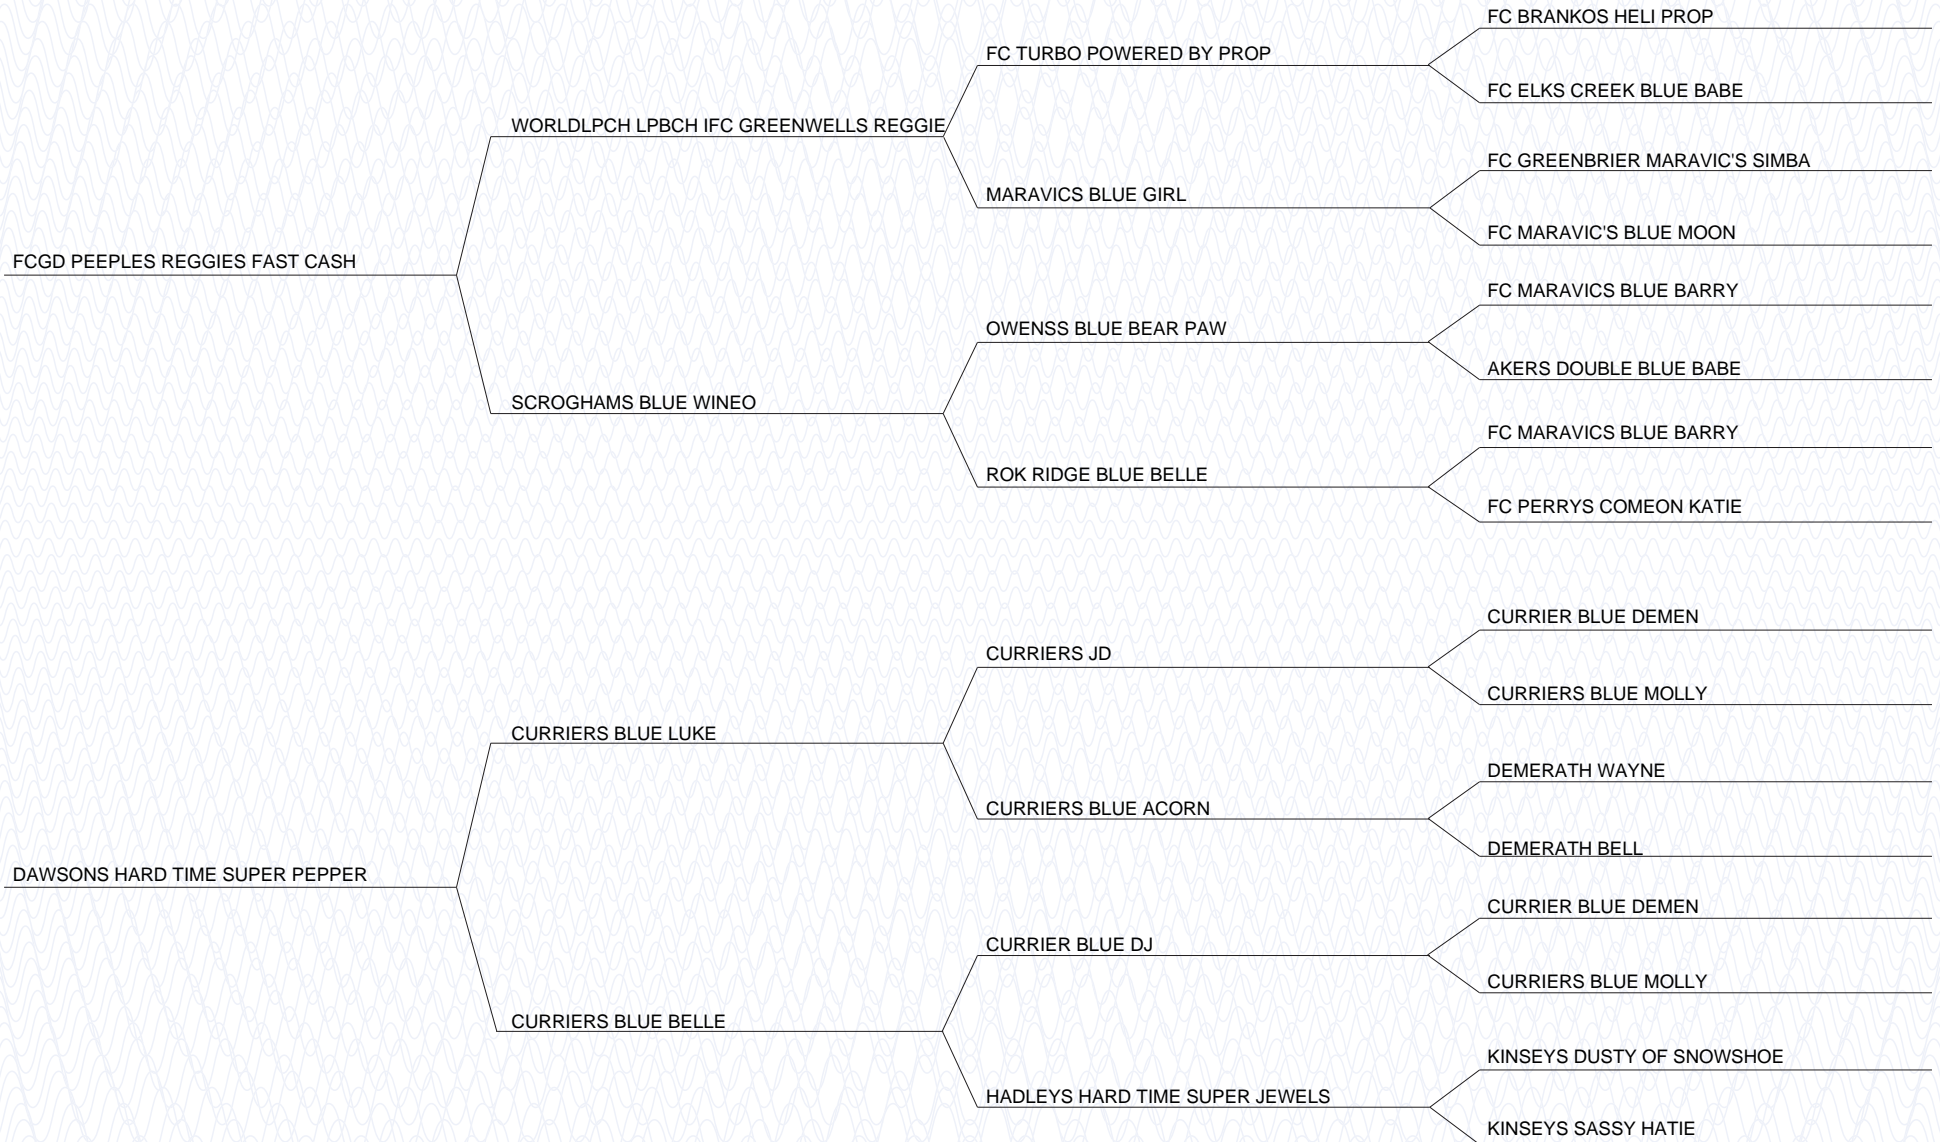 FC BRANKOS HELI PROP
FC TURBO POWERED BY PROP
FC ELKS CREEK BLUE BABE
WORLDLPCH LPBCH IFC GREENWELLS REGGIE
FC GREENBRIER MARAVIC'S SIMBA
MARAVICS BLUE GIRL
FC MARAVIC'S BLUE MOON
FCGD PEEPLES REGGIES FAST CASH
FC MARAVICS BLUE BARRY
OWENSS BLUE BEAR PAW
AKERS DOUBLE BLUE BABE
SCROGHAMS BLUE WINEO
FC MARAVICS BLUE BARRY
ROK RIDGE BLUE BELLE
FC PERRYS COMEON KATIE
CURRIER BLUE DEMEN
CURRIERS JD
CURRIERS BLUE MOLLY
CURRIERS BLUE LUKE
DEMERATH WAYNE
CURRIERS BLUE ACORN
DEMERATH BELL
DAWSONS HARD TIME SUPER PEPPER
CURRIER BLUE DEMEN
CURRIER BLUE DJ
CURRIERS BLUE MOLLY
CURRIERS BLUE BELLE
KINSEYS DUSTY OF SNOWSHOE
HADLEYS HARD TIME SUPER JEWELS
KINSEYS SASSY HATIE